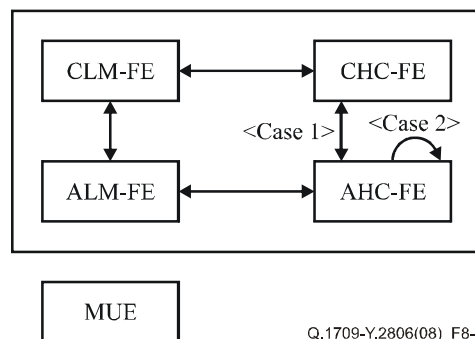 CLM-FE
CHC-FE
<Case 1>
<Case 2>
ALM-FE
AHC-FE
MUE
Q.1709-Y.2806(08)_F8-